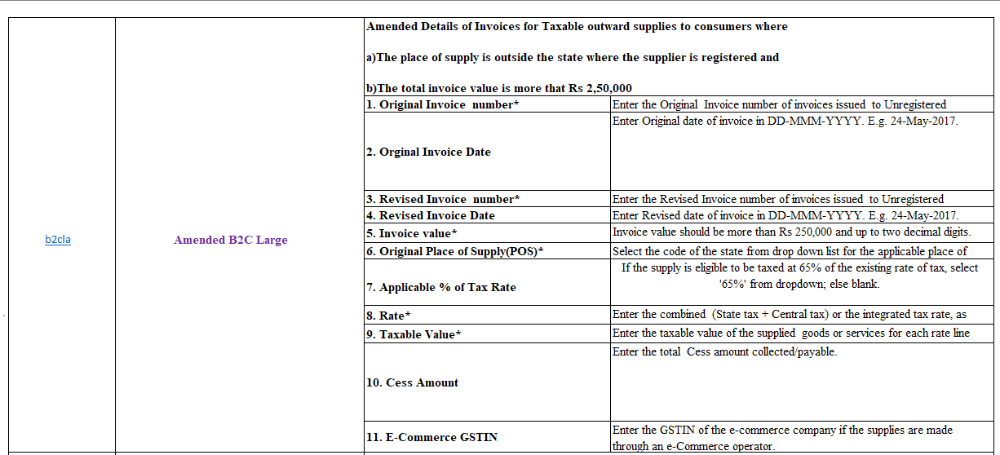 Amended Details of Invoices for Taxable outward supplies to consumers where
a)The place of supply is outside the state where the supplier is registered and
b)The total invoice value is more that Rs 2,50,000
1. Original Invoice number*
Enter the Original Invoice number of invoices issued to Unregistered
2. Orginal Invoice Date
Enter Original date of invoice in DD-MMM-YYYY. E.g. 24-May-2017.
3. Revised Invoice number*
Enter the Revised Invoice number of invoices issued to Unregistered
4. Revised Invoice Date
Enter Revised date of invoice in DD-MMM-YYYY. E.g. 24-May-2017.
b2cla
Amended B2C Large
5. Invoice value*
Invoice value should be more than Rs 250,000 and up to two decimal digits.
6. Original Place of Supply(POS)*
Select the code of the state from drop down list for the applicable place of
7. Applicable % of Tax Rate
If the supply is eligible to be taxed at 65% of the existing rate of tax, select
'65%' from dropdown; else blank.
8. Rate*
Enter the combined (State tax + Central tax) or the integrated tax rate, as
9. Taxable Value*
Enter the taxable value of the supplied goods or services for each rate line
10. Cess Amount
Enter the total Cess amount collected/payable.
11. E-Commerce GSTIN
Enter the GSTIN of the e-commerce company if the supplies are made
through an e-Commerce operator.